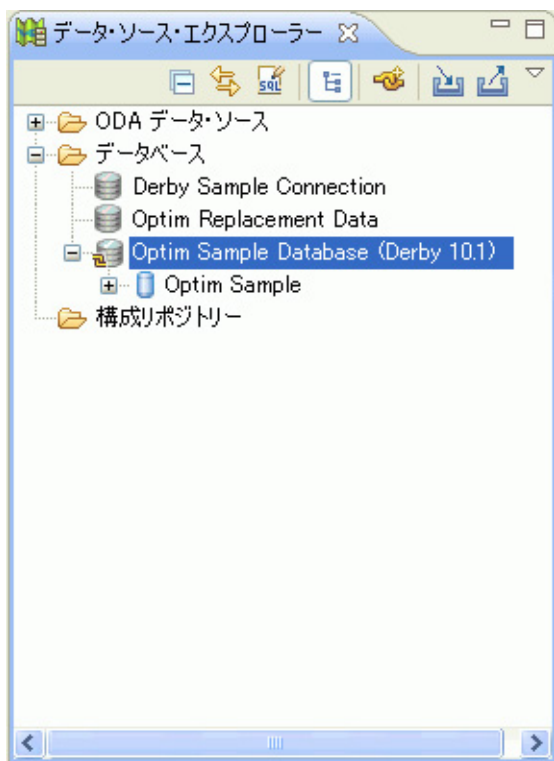 データ・ソース・エクスプローラー
SQL
ODA データ・ソース
データベース
Derby Sample Connection
Optim Replacement Data
Optim Sample Database (Derby 10.1)
Optim Sample
構成リポジトリー